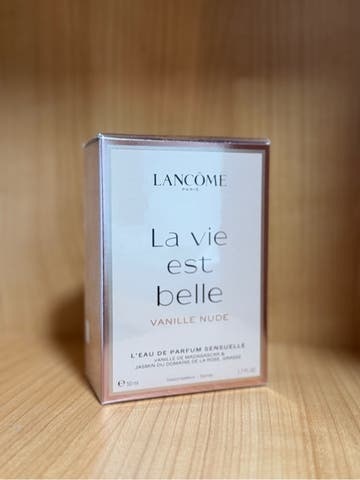 LANCÔME
PARIS
La vie
est
belle
VANILLE NUDE
L'EAU DE PARFUM SENSUELLE
VANILLE DE MADAGASCAR &
JASMIN DU DOMAINE DE LA ROSE, GRASSE
℮ 50 ml
1.7 FL.OZ.